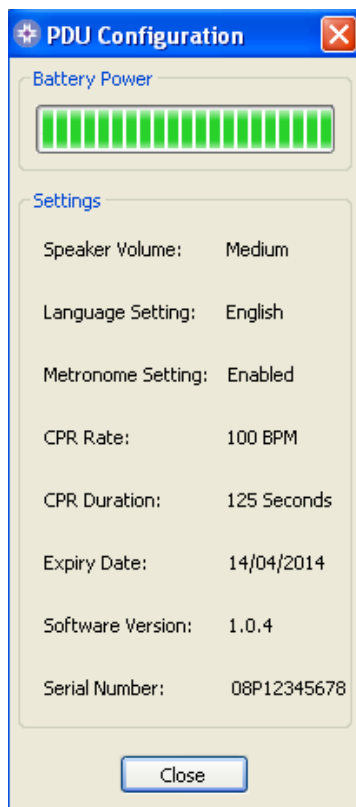 PDU Configuration
Battery Power
Settings
Speaker Volume: Medium
Language Setting: English
Metronome Setting: Enabled
CPR Rate: 100 BPM
CPR Duration: 125 Seconds
Expiry Date: 14/04/2014
Software Version: 1.0.4
Serial Number: 08P12345678
Close